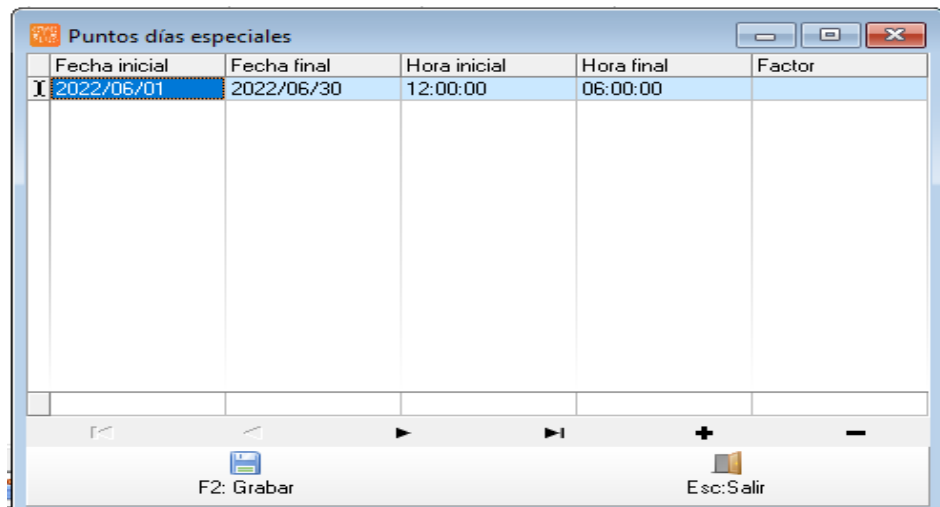 Puntos días especiales
Fecha inicial Fecha final Hora inicial Hora final Factor
2022/06/01 2022/06/30 12:00:00 06:00:00
F2: Grabar Esc:Salir